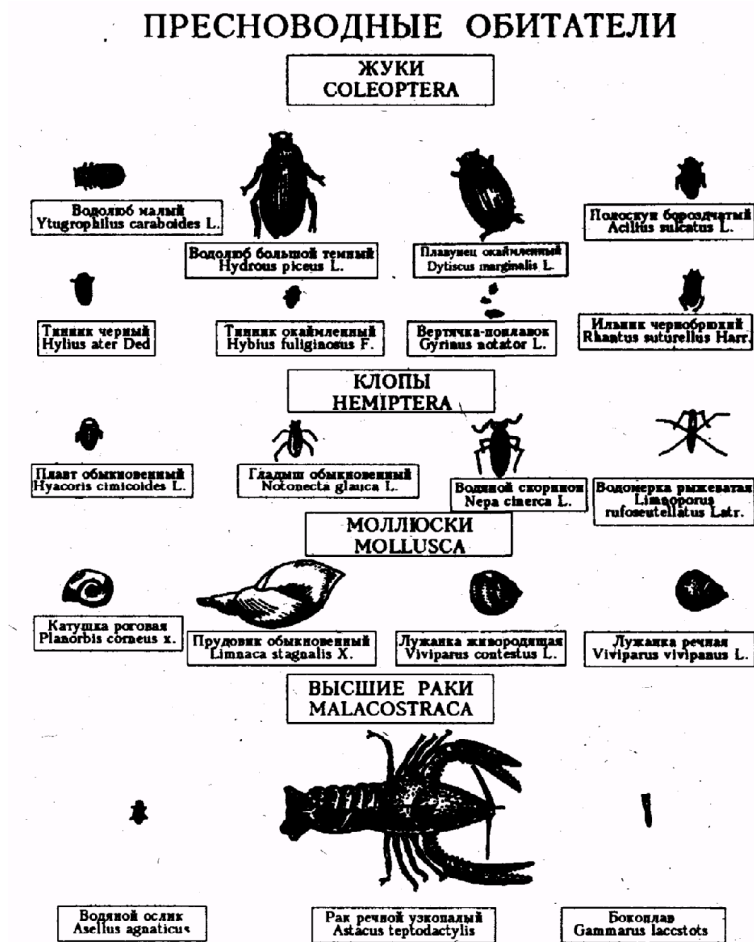 ПРЕСНОВОДНЫЕ ОБИТАТЕЛИ
ЖУКИ
COLEOPTERA
Водолюб малый
Ytugrophilus caraboides L.
Водолюб большой темный
Hydrous piceus L.
Плавунец окаймленный
Dytiscus marginalis L.
Полоскун бороздчатый
Acilius sulcatus L.
Тинник черный
Hylius ater Ded
Тинник окаймленный
Hybius fuliginosus F.
Вертячка-поплавок
Gyrinus notator L.
Ильник чернобрюхий
Rhantus suturellus Harr.
КЛОПЫ
HEMIPTERA
Плавт обыкновенный
Hyacoris cimicoides L.
Гладыш обыкновенный
Notonecta glauca L.
Водяной скорпион
Nepa cinerca L.
Водомерка рыжеватая
Limnoporus
rufoseutellatus Latr.
МОЛЛЮСКИ
MOLLUSCA
Катушка роговая
Planorbis corneus x.
Прудовик обыкновенный
Limnaca stagnalis X.
Лужанка живородящая
Viviparus contestus L.
Лужанка речная
Viviparus vivipanus L.
ВЫСШИЕ РАКИ
MALACOSTRACA
Водяной ослик
Asellus agnaticus
Рак речной узкопалый
Astacus teptodactylis
Бокоплав
Gammarus laccstots